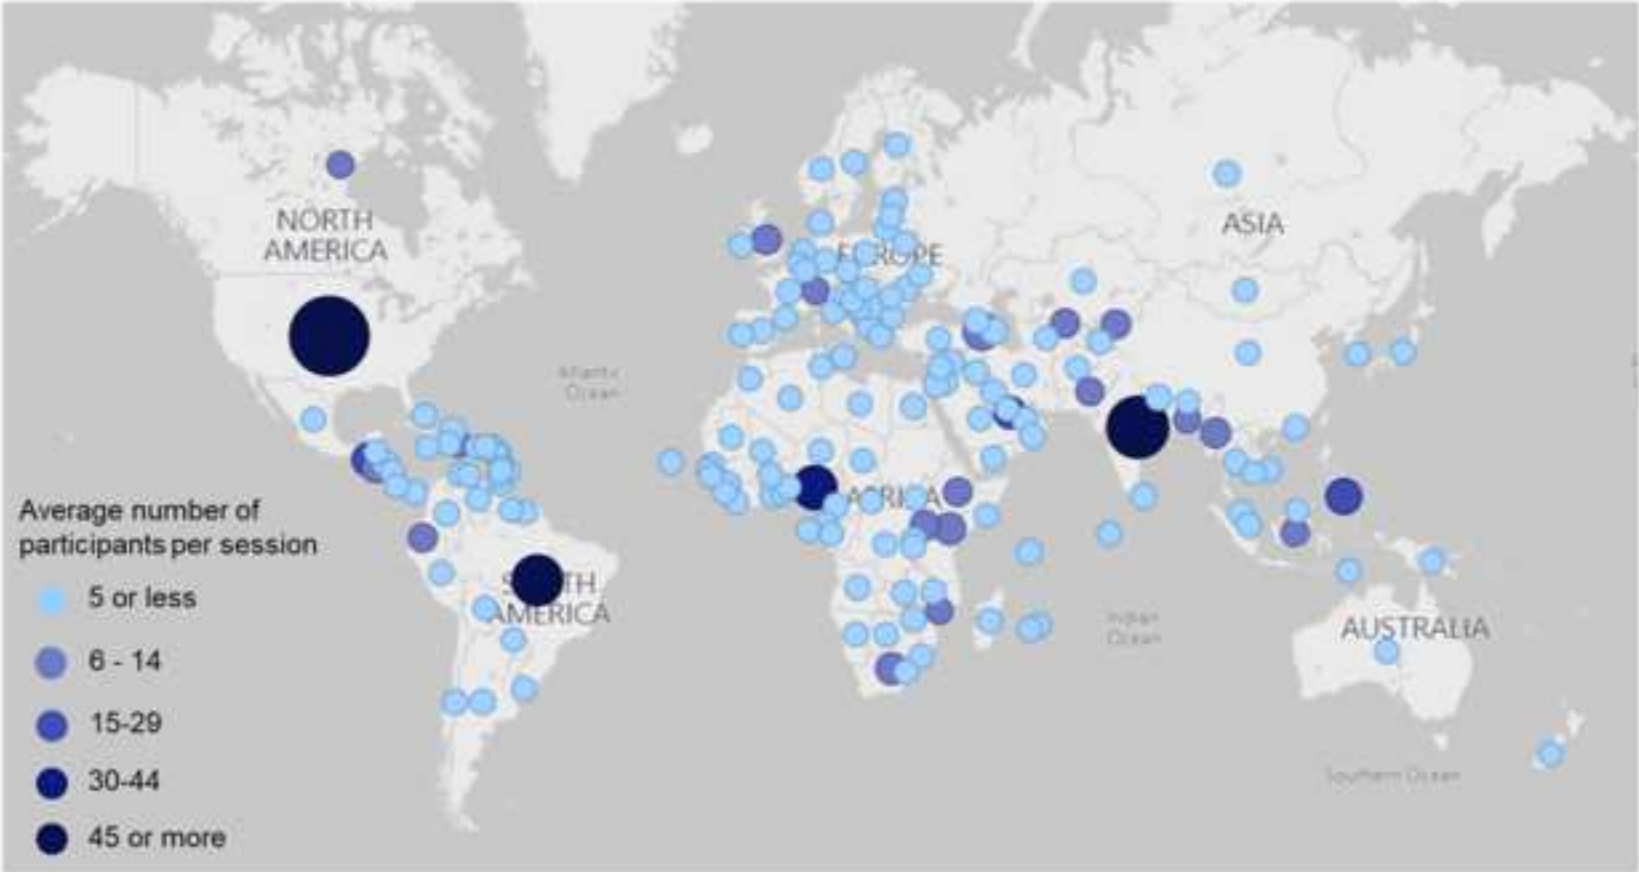 NORTH
AMERICA
EUROPE
ASIA
Atlantic
Ocean
AFRICA
SOUTH
AMERICA
Indian
Ocean
AUSTRALIA
Southern Ocean
Average number of
participants per session
5 or less
6 - 14
15-29
30-44
45 or more